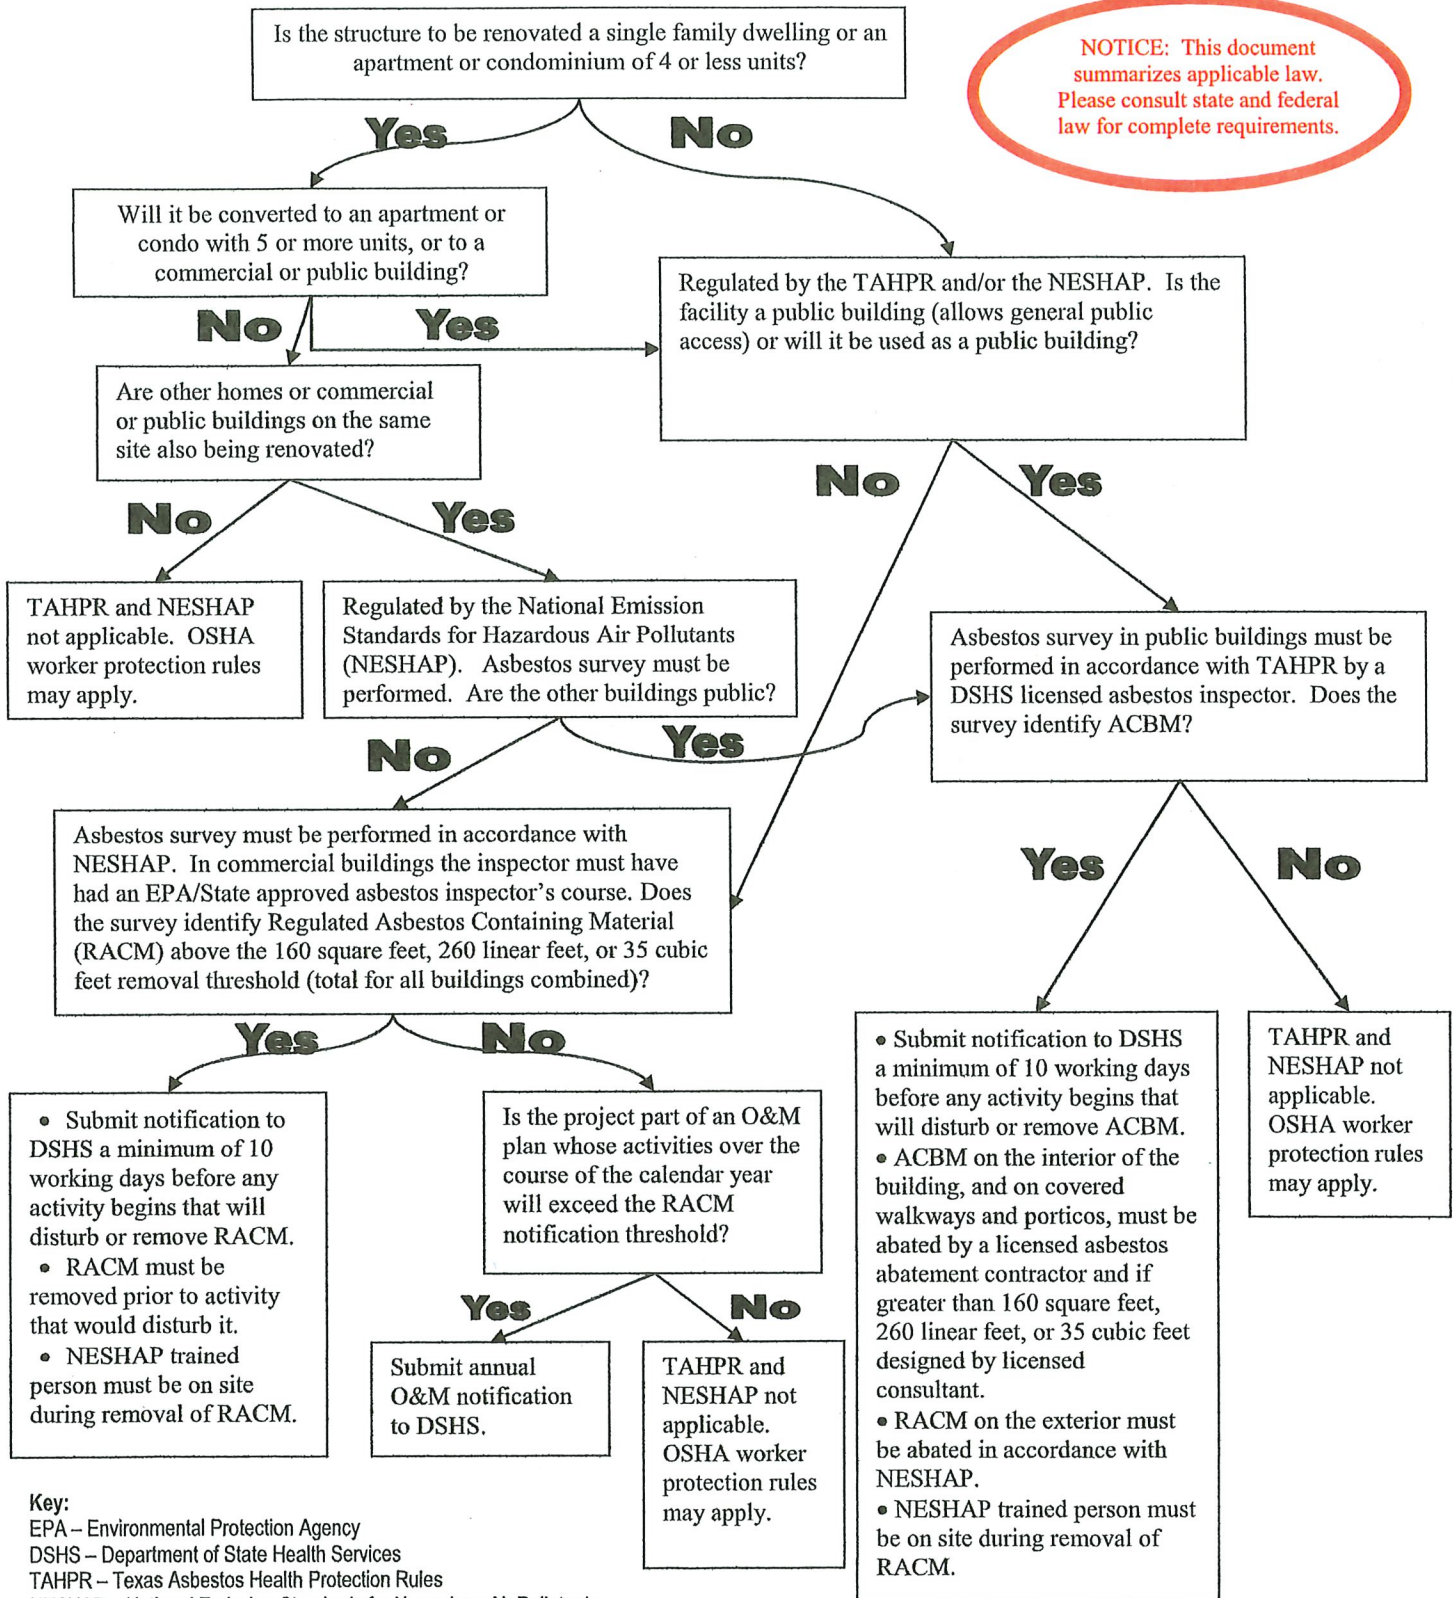 Is the structure to be renovated a single family dwelling or an
apartment or condominium of 4 or less units?
NOTICE: This document
summarizes applicable law.
Please consult state and federal
law for complete requirements.
Yes
No
Will it be converted to an apartment or
condo with 5 or more units, or to a
commercial or public building?
Regulated by the TAHPR and/or the NESHAP. Is the
facility a public building (allows general public
access) or will it be used as a public building?
No
Yes
Are other homes or commercial
or public buildings on the same
site also being renovated?
No
Yes
No
Yes
TAHPR and NESHAP
not applicable. OSHA
worker protection rules
may apply.
Regulated by the National Emission
Standards for Hazardous Air Pollutants
(NESHAP). Asbestos survey must be
performed. Are the other buildings public?
Asbestos survey in public buildings must be
performed in accordance with TAHPR by a
DSHS licensed asbestos inspector. Does the
survey identify ACBM?
No
Yes
Asbestos survey must be performed in accordance with
NESHAP. In commercial buildings the inspector must have
had an EPA/State approved asbestos inspector's course. Does
the survey identify Regulated Asbestos Containing Material
(RACM) above the 160 square feet, 260 linear feet, or 35 cubic
feet removal threshold (total for all buildings combined)?
Yes
No
Yes
No
• Submit notification to
DSHS a minimum of 10
working days before any
activity begins that will
disturb or remove RACM.
• RACM must be
removed prior to activity
that would disturb it.
• NESHAP trained
person must be on site
during removal of RACM.
Is the project part of an O&M
plan whose activities over the
course of the calendar year
will exceed the RACM
notification threshold?
• Submit notification to DSHS
a minimum of 10 working days
before any activity begins that
will disturb or remove ACBM.
• ACBM on the interior of the
building, and on covered
walkways and porticos, must be
abated by a licensed asbestos
abatement contractor and if
greater than 160 square feet,
260 linear feet, or 35 cubic feet
designed by licensed
consultant.
• RACM on the exterior must
be abated in accordance with
NESHAP.
• NESHAP trained person must
be on site during removal of
RACM.
TAHPR and
NESHAP not
applicable.
OSHA worker
protection rules
may apply.
Yes
No
Submit annual
O&M notification
to DSHS.
TAHPR and
NESHAP not
applicable.
OSHA worker
protection rules
may apply.
Key:
EPA – Environmental Protection Agency
DSHS – Department of State Health Services
TAHPR – Texas Asbestos Health Protection Rules